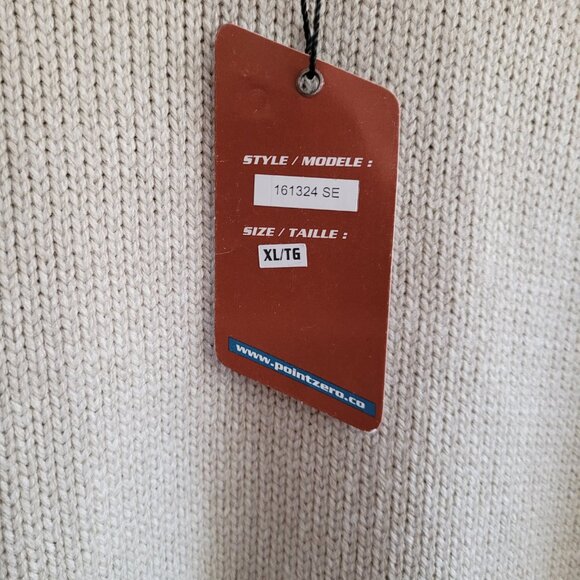 STYLE / MODELE :
161324 SE
SIZE / TAILLE :
XL/TG
www.pointzero.co